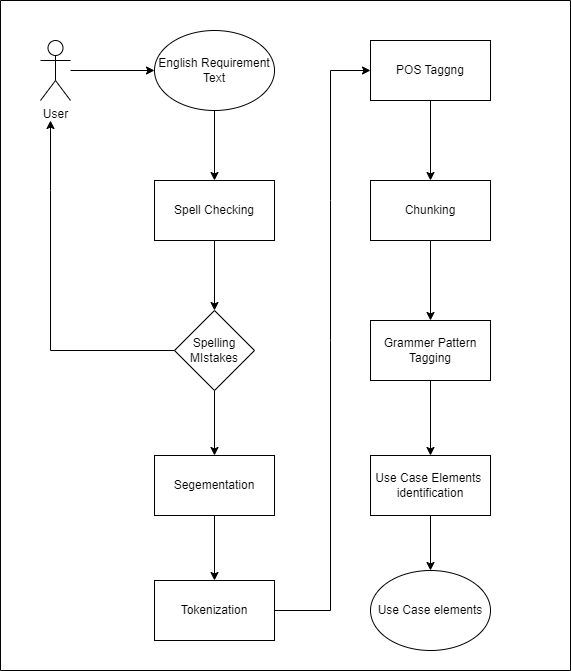 English Requirement
Text
User
Spell Checking
Spelling
MIstakes
Segementation
Tokenization
POS Taggng
Chunking
Grammer Pattern
Tagging
Use Case Elements
identification
Use Case elements